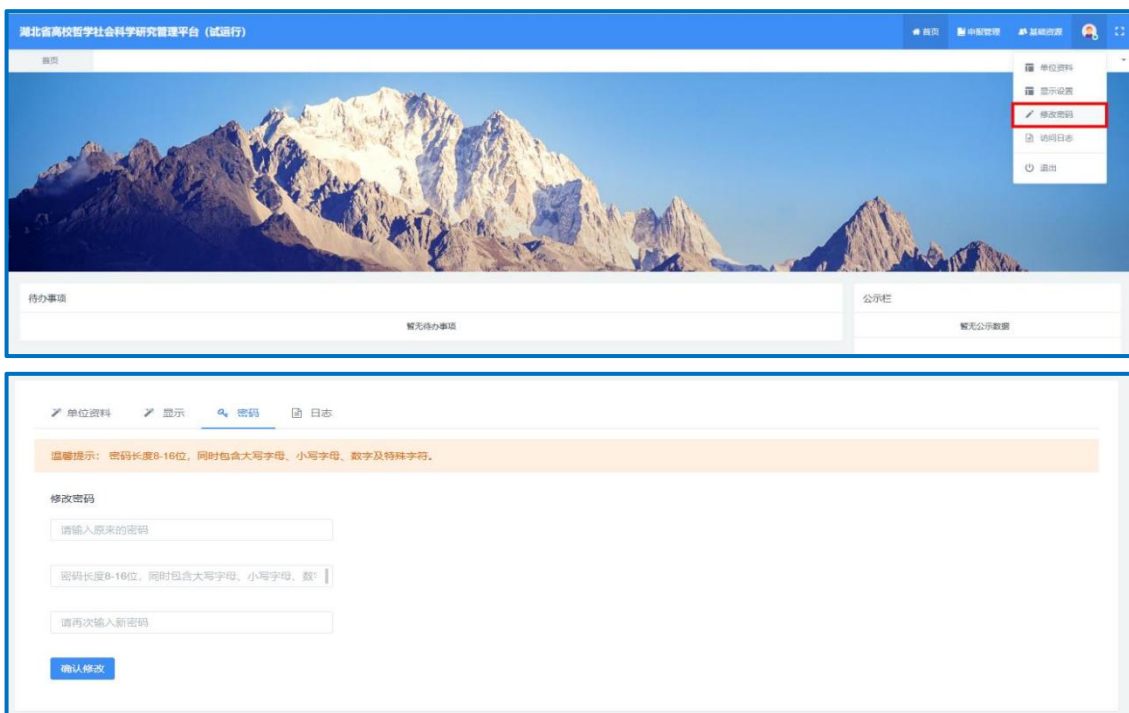 湖北省高校哲学社会科学研究管理平台（试运行）
首页 申报管理 基础资源
首页
单位资料
显示设置
修改密码
访问日志
退出
待办事项
暂无待办事项
公示栏
暂无公示数据
单位资料 显示 密码 日志
温馨提示： 密码长度8-16位，同时包含大写字母、小写字母、数字及特殊字符。
修改密码
请输入原来的密码
密码长度8-16位，同时包含大写字母、小写字母、数
请再次输入新密码
确认修改